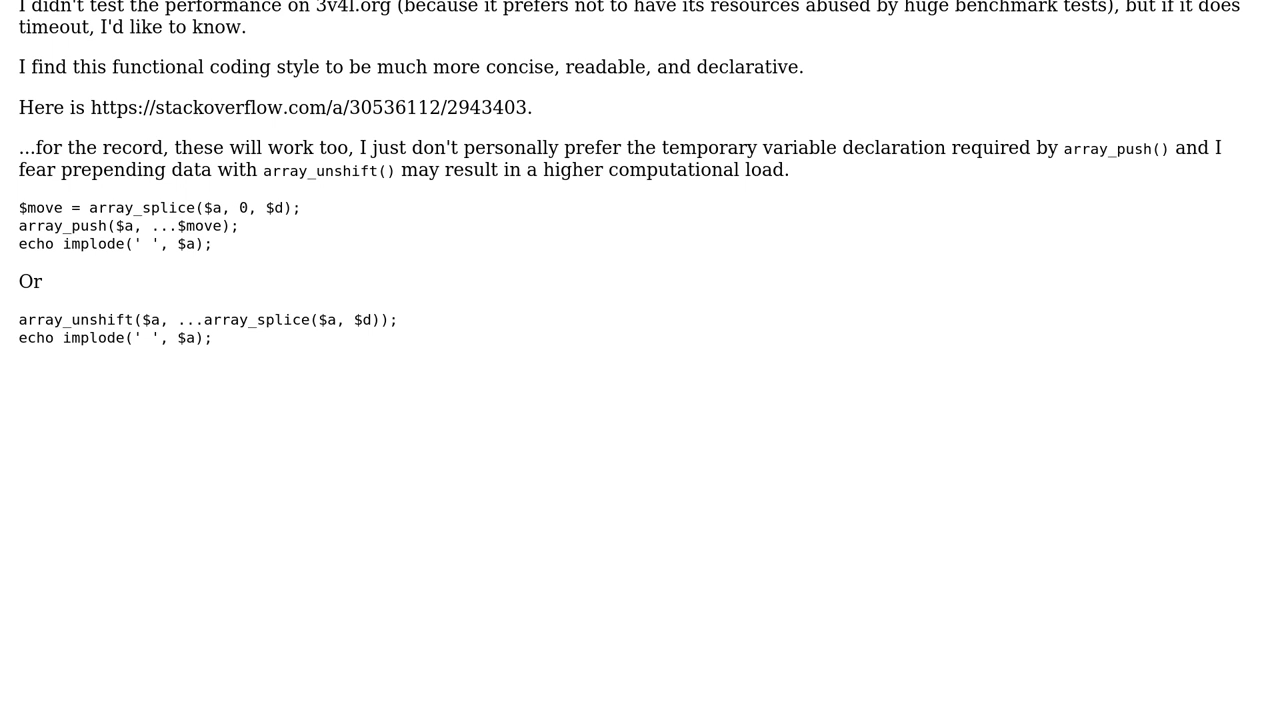 I didn't test the performance on 3v4l.org (because it prefers not to have its resources abused by huge benchmark tests), but if it does
timeout, I'd like to know.
I find this functional coding style to be much more concise, readable, and declarative.
Here is https://stackoverflow.com/a/30536112/2943403.
...for the record, these will work too, I just don't personally prefer the temporary variable declaration required by array_push() and I
fear prepending data with array_unshift() may result in a higher computational load.
$move = array_splice($a, 0, $d);
array_push($a, ...$move);
echo implode(' ', $a);
Or
array_unshift($a, ...array_splice($a, $d));
echo implode(' ', $a);